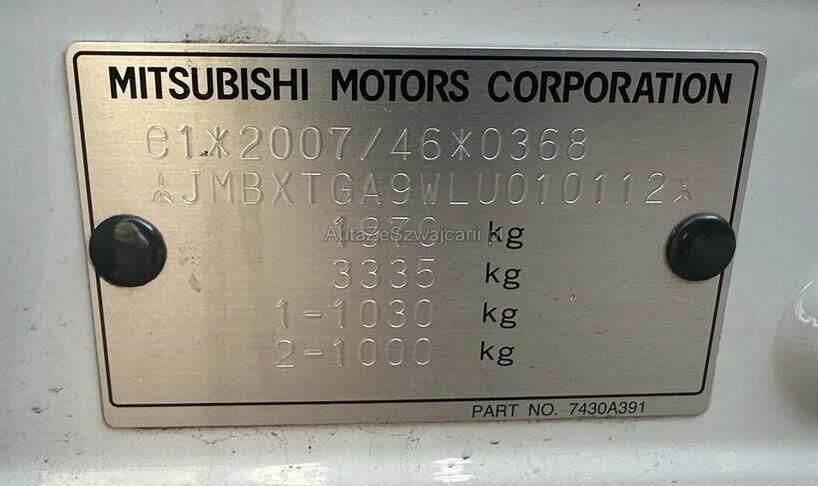 MITSUBISHI MOTORS CORPORATION
e1*2007/46*0368
JMBXTGA9WLU010112
AutaZeSzwajcarii.pl
kg
3335 kg
1-1030 kg
2-1000 kg
PART NO. 7430A391